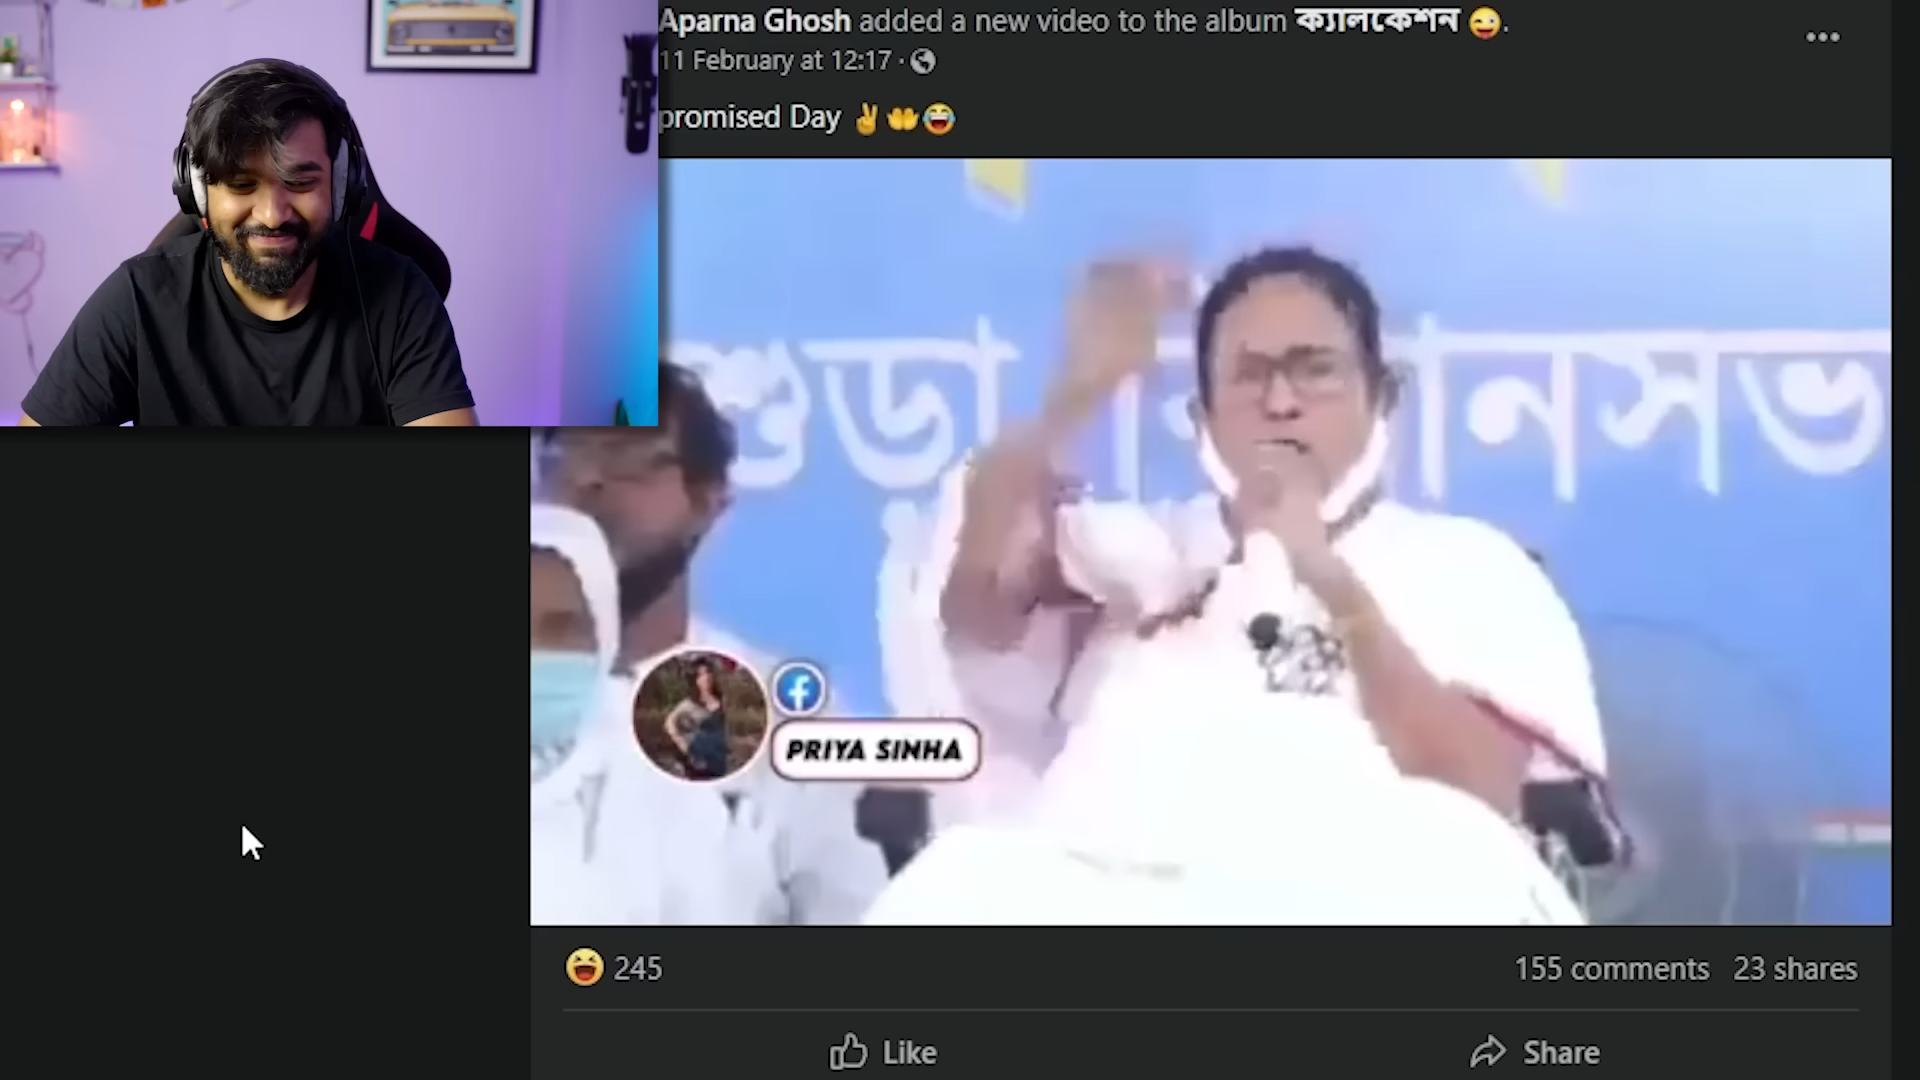 Aparna Ghosh added a new video to the album ক্যালকেশন 😜.
11 February at 12:17 ·
promised Day ✌️🤲😂
শুড়া বিধানসভ
PRIYA SINHA
245
155 comments 23 shares
Like
Share